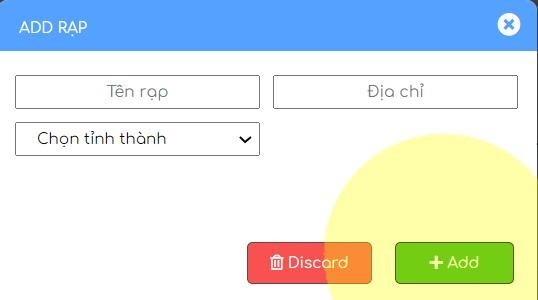 ADD RẠP
Tên rạp
Địa chỉ
Chọn tỉnh thành
Discard
Add